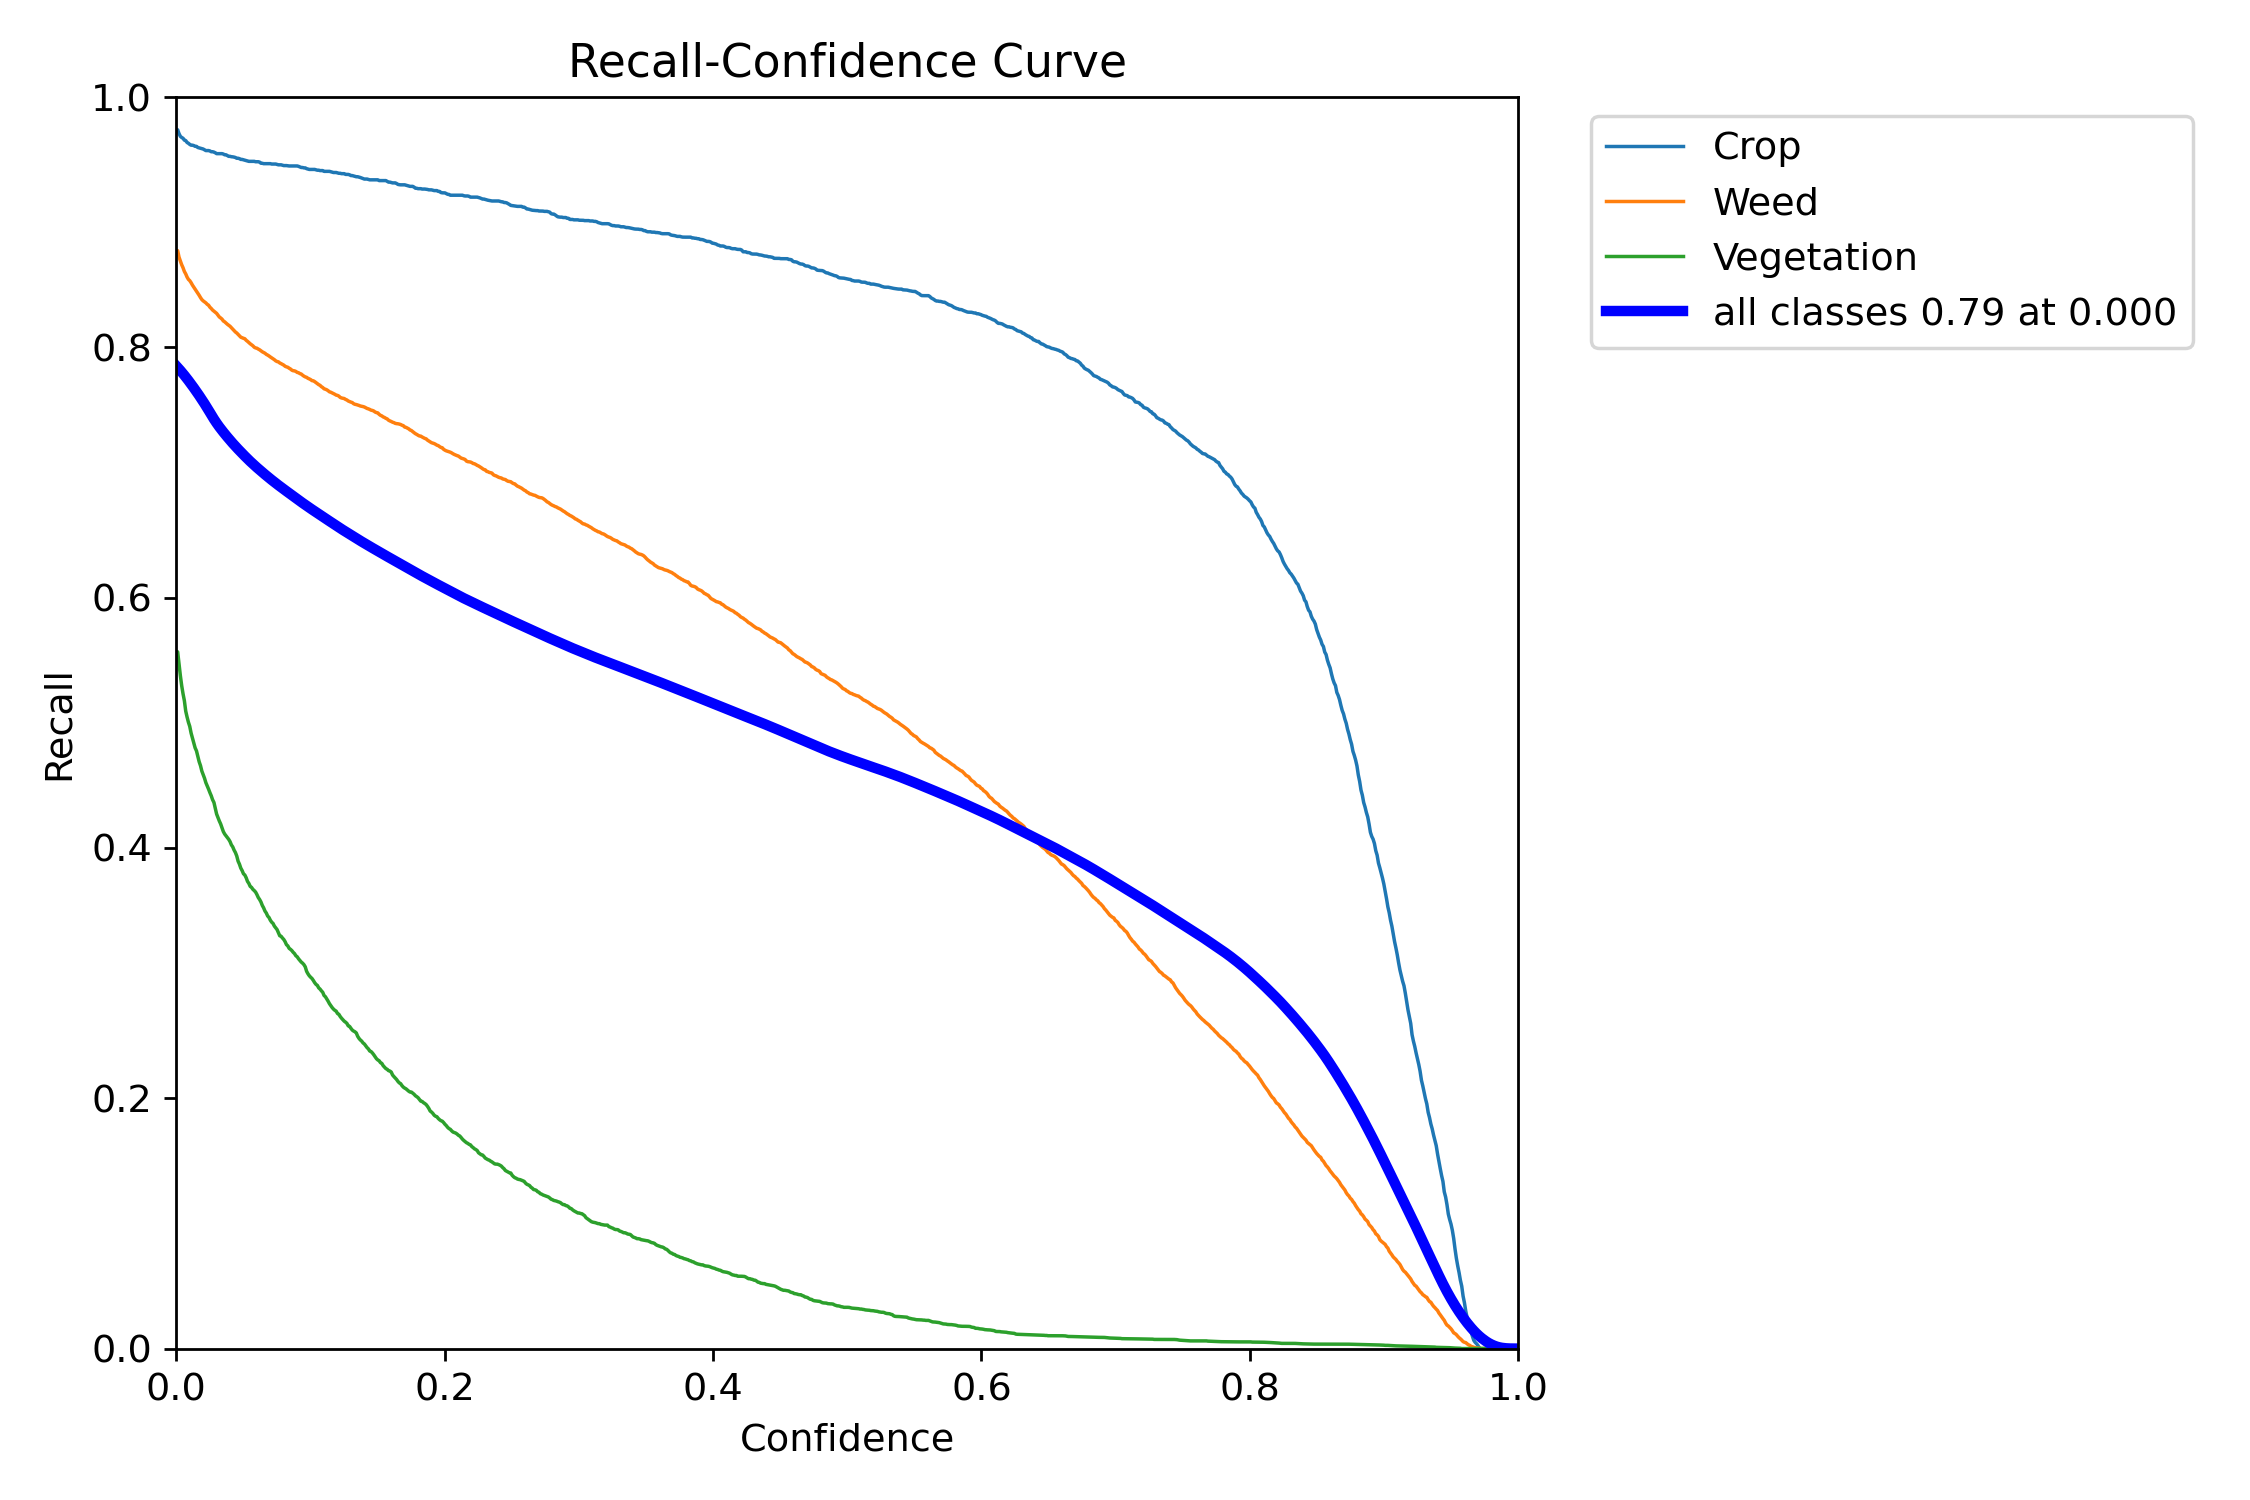 Recall-Confidence Curve
1.0
0.8
0.6
0.4
0.2
0.0
Recall
0.0 0.2 0.4 0.6 0.8 1.0
Confidence
Crop
Weed
Vegetation
all classes 0.79 at 0.000